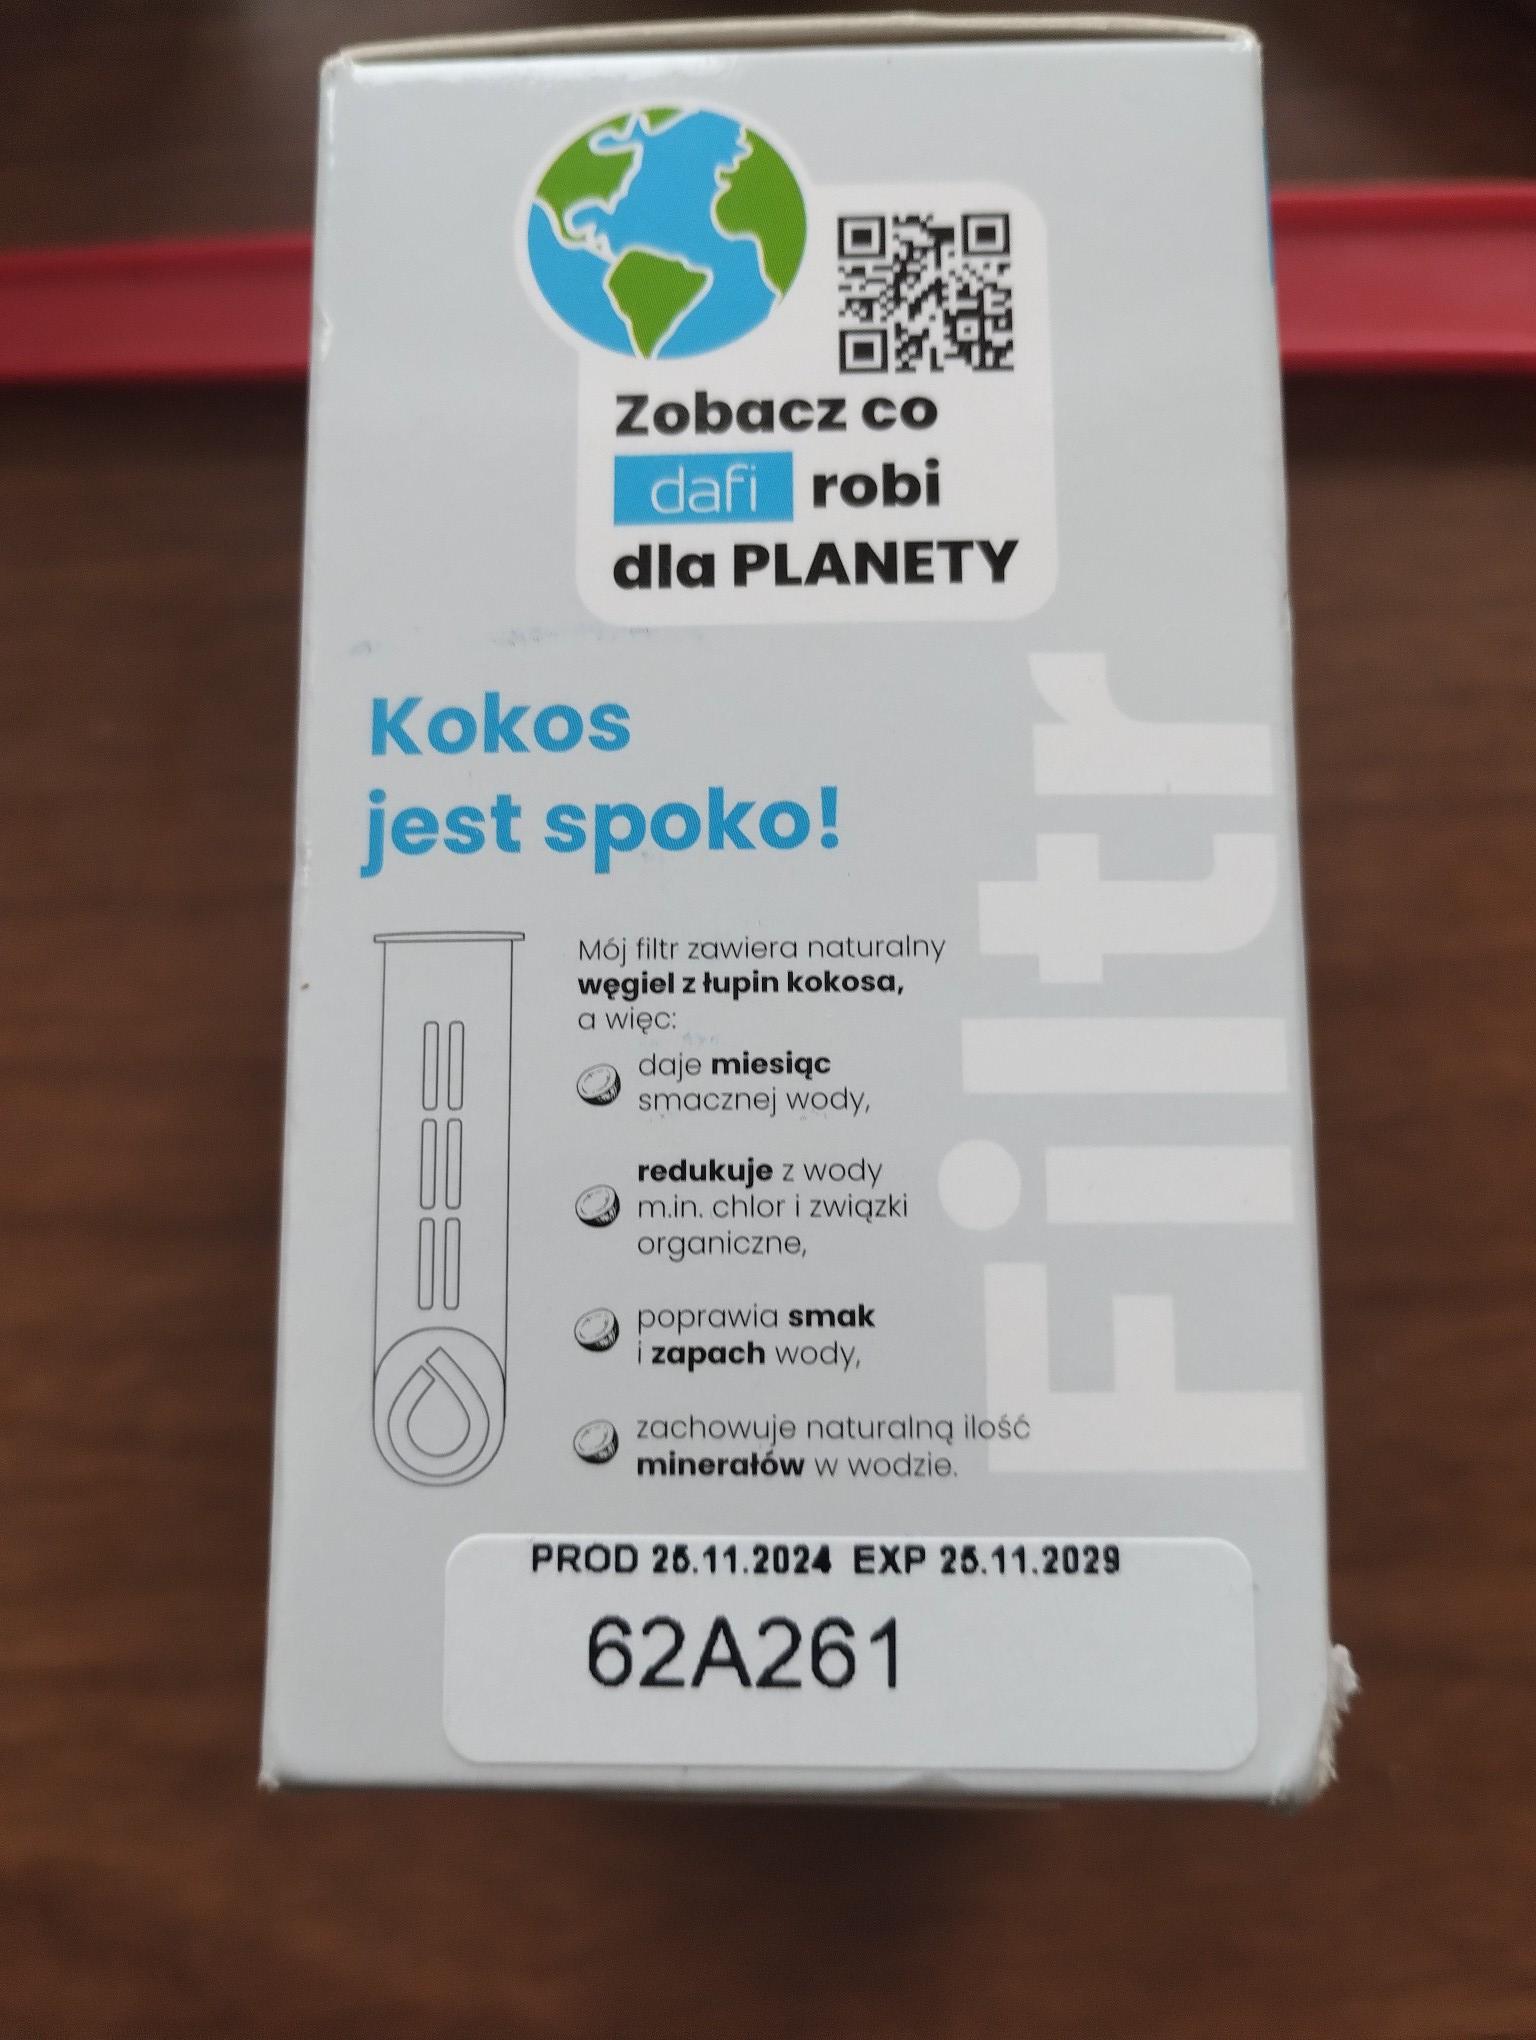 Zobacz co
dafi robi
dla PLANETY
Kokos
jest spoko!
Mój filtr zawiera naturalny
węgiel z łupin kokosa,
a więc:
daje miesiąc
smacznej wody,
redukuje z wody
m.in. chlor i związki
organiczne,
poprawia smak
i zapach wody,
zachowuje naturalną ilość
minerałów w wodzie.
Filtr
PROD 25.11.2024 EXP 25.11.2029
62A261